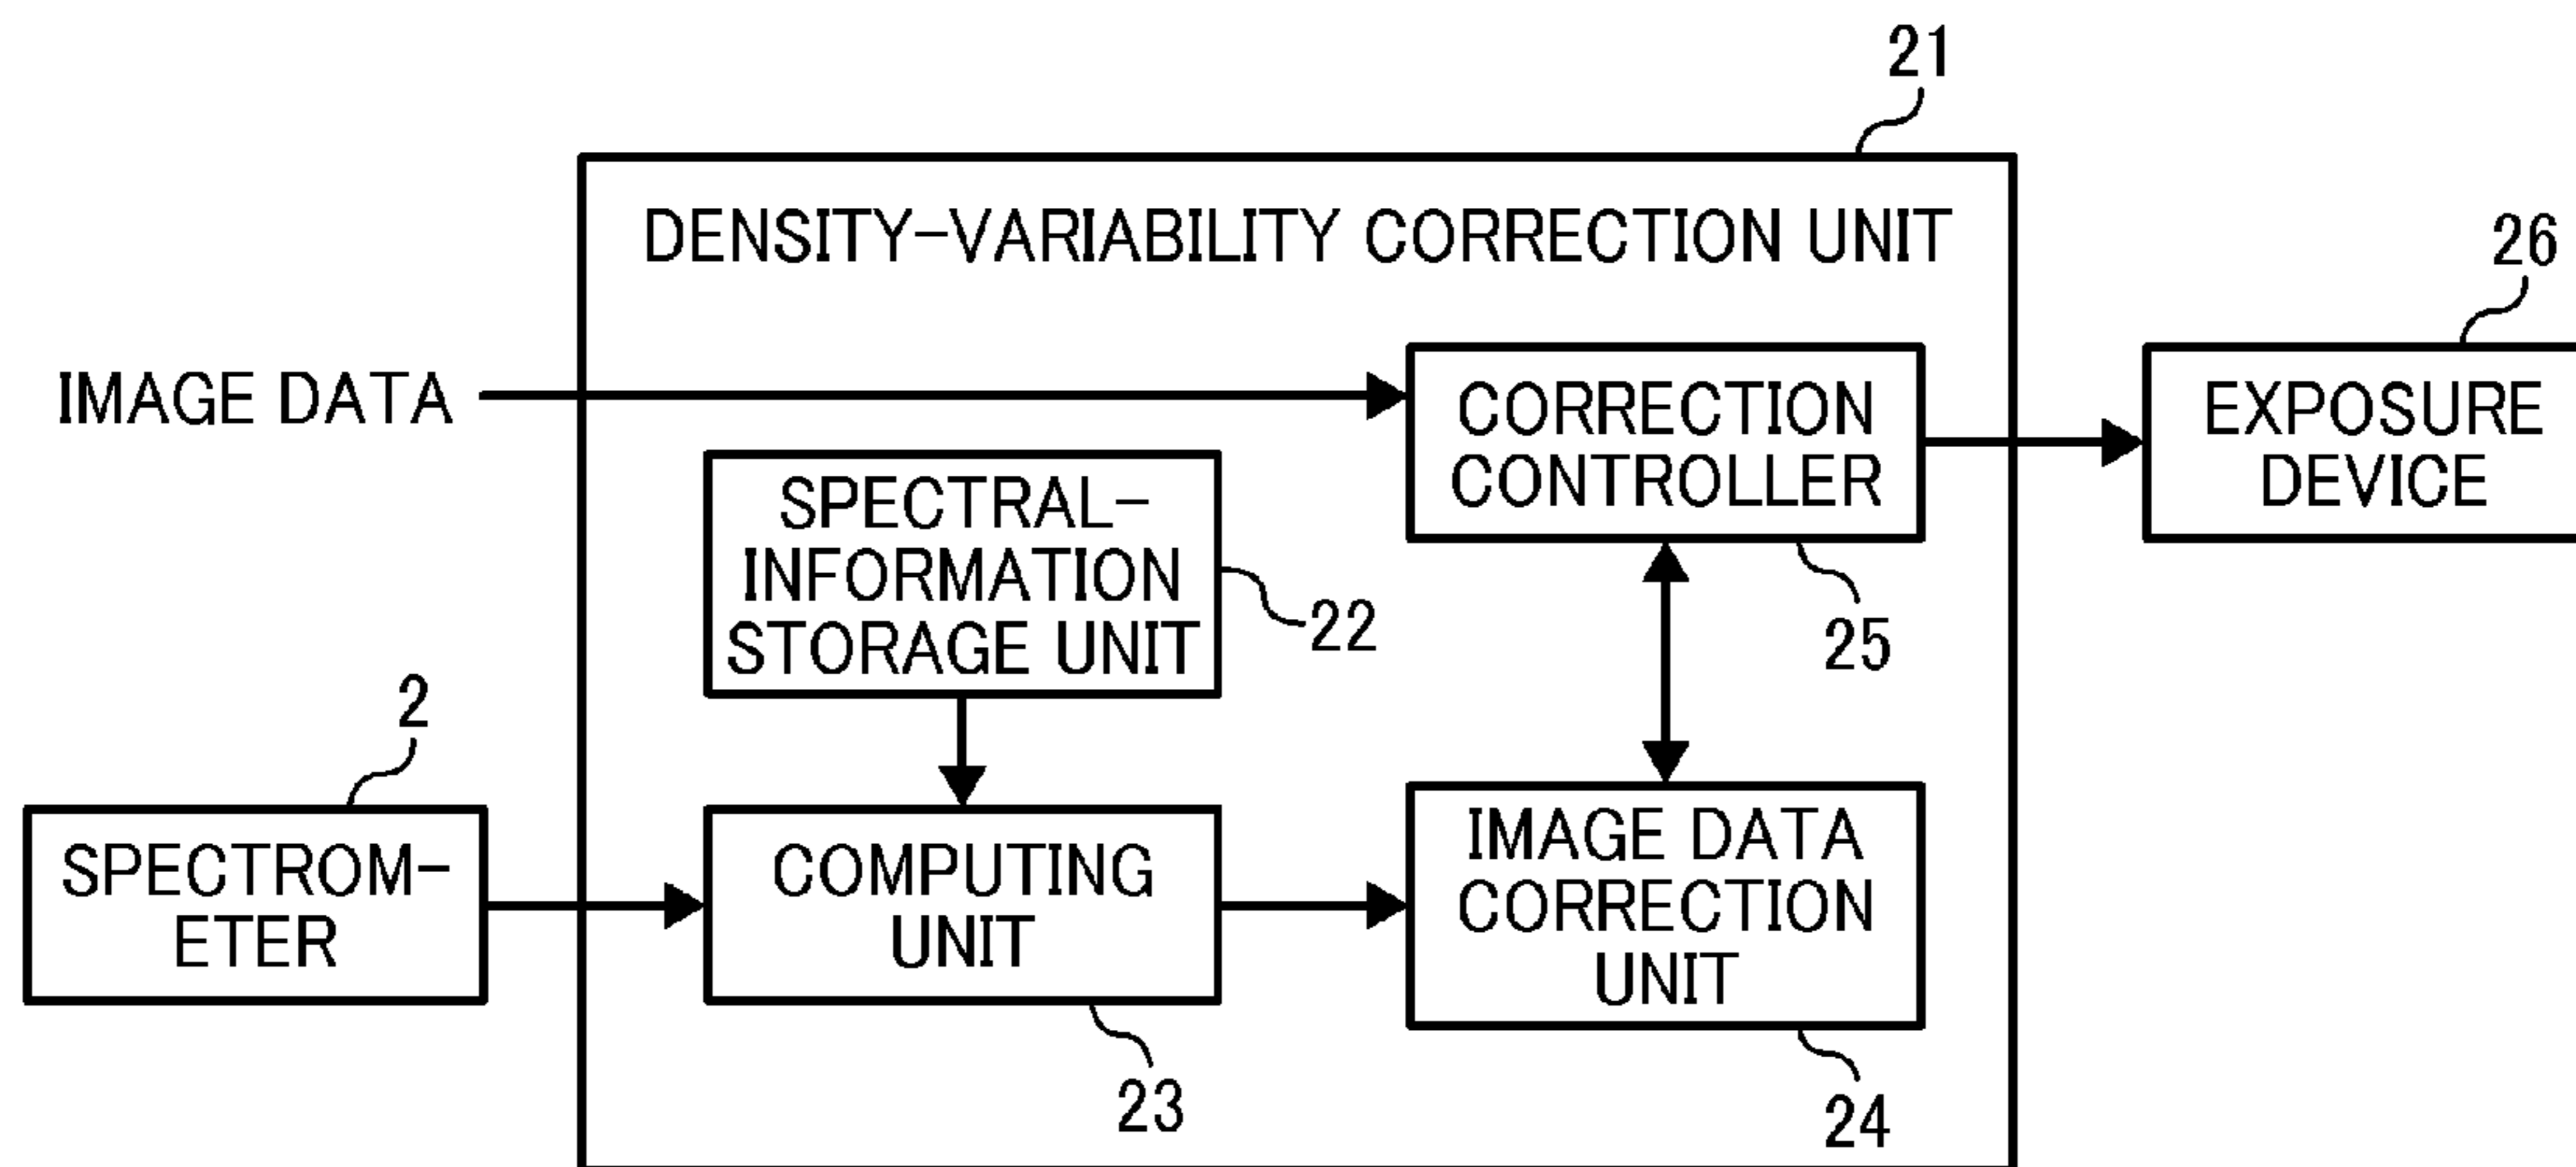 21
DENSITY-VARIABILITY CORRECTION UNIT
26
IMAGE DATA
CORRECTION
CONTROLLER
EXPOSURE
DEVICE
SPECTRAL-
INFORMATION
STORAGE UNIT
22
25
2
SPECTROM-
ETER
COMPUTING
UNIT
IMAGE DATA
CORRECTION
UNIT
23
24